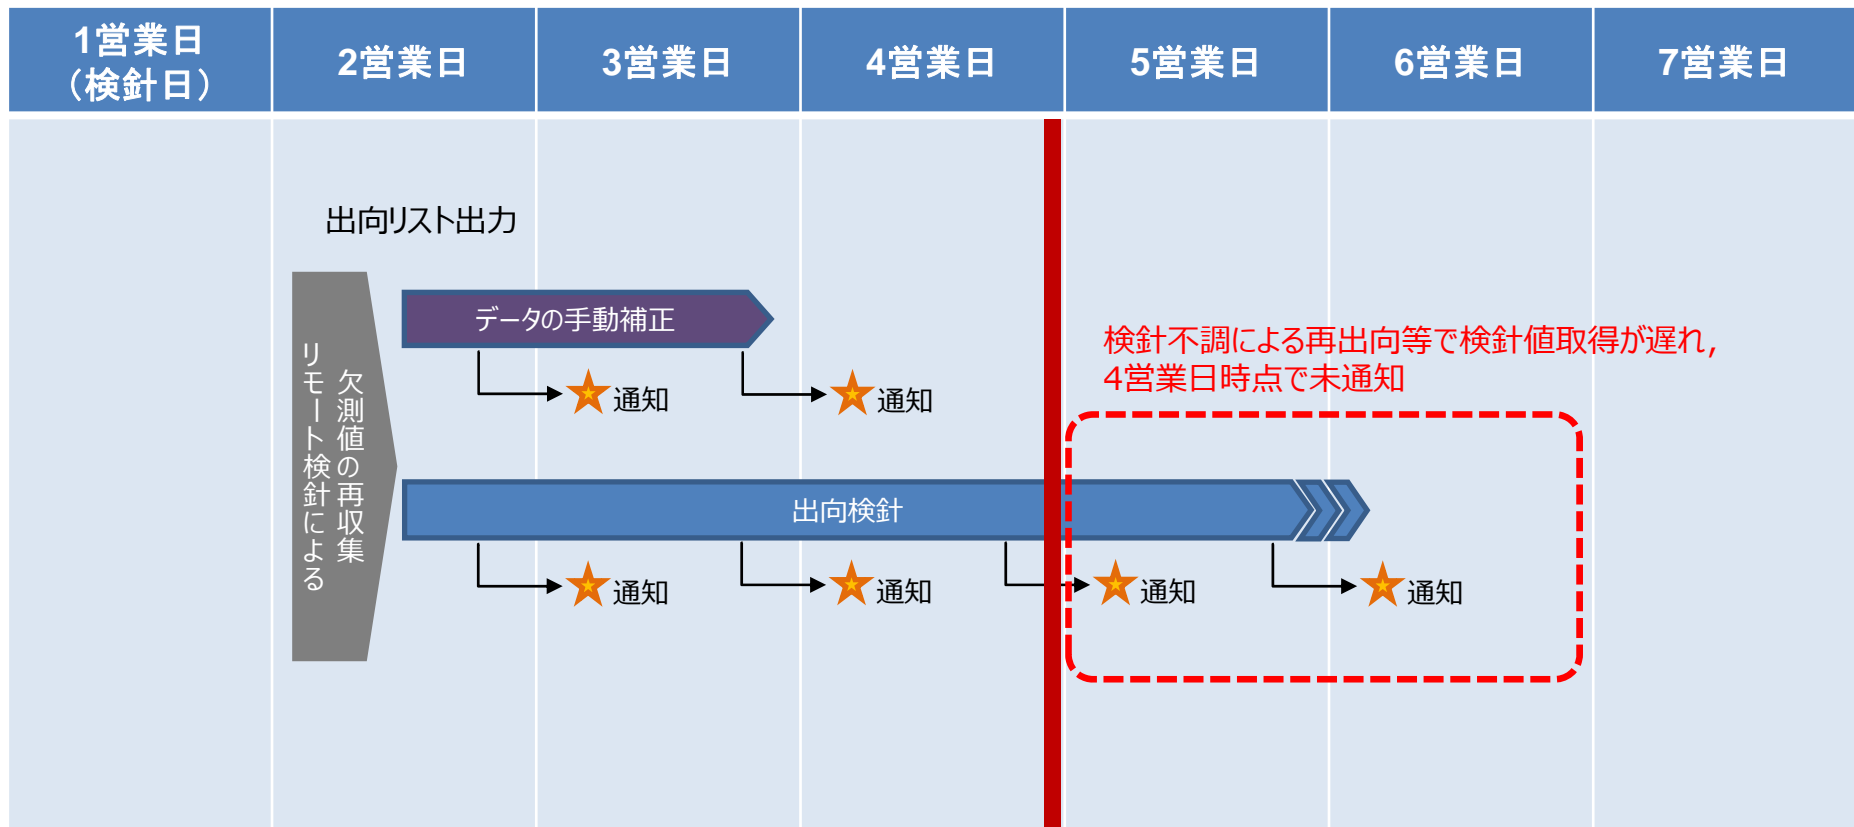 1営業日
（検針日）
2営業日
3営業日
4営業日
5営業日
6営業日
7営業日
出向リスト出力
リモート検針による
欠測値の再収集
データの手動補正
通知
通知
検針不調による再出向等で検針値取得が遅れ，
4営業日時点で未通知
出向検針
通知
通知
通知
通知